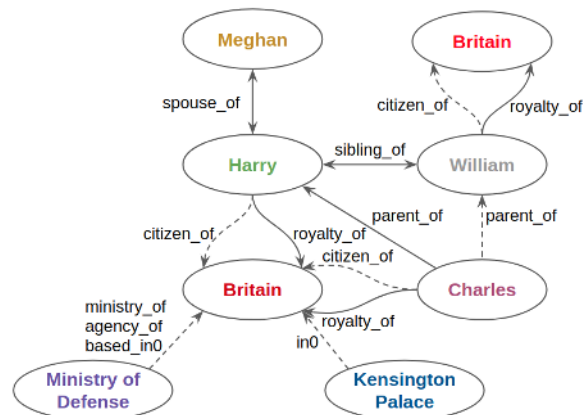 Meghan
Britain
spouse_of
citizen_of
royalty_of
sibling_of
Harry
William
parent_of
parent_of
citizen_of
royalty_of
citizen_of
Britain
Charles
ministry_of
agency_of
based_in0
royalty_of
in0
Ministry of
Defense
Kensington
Palace